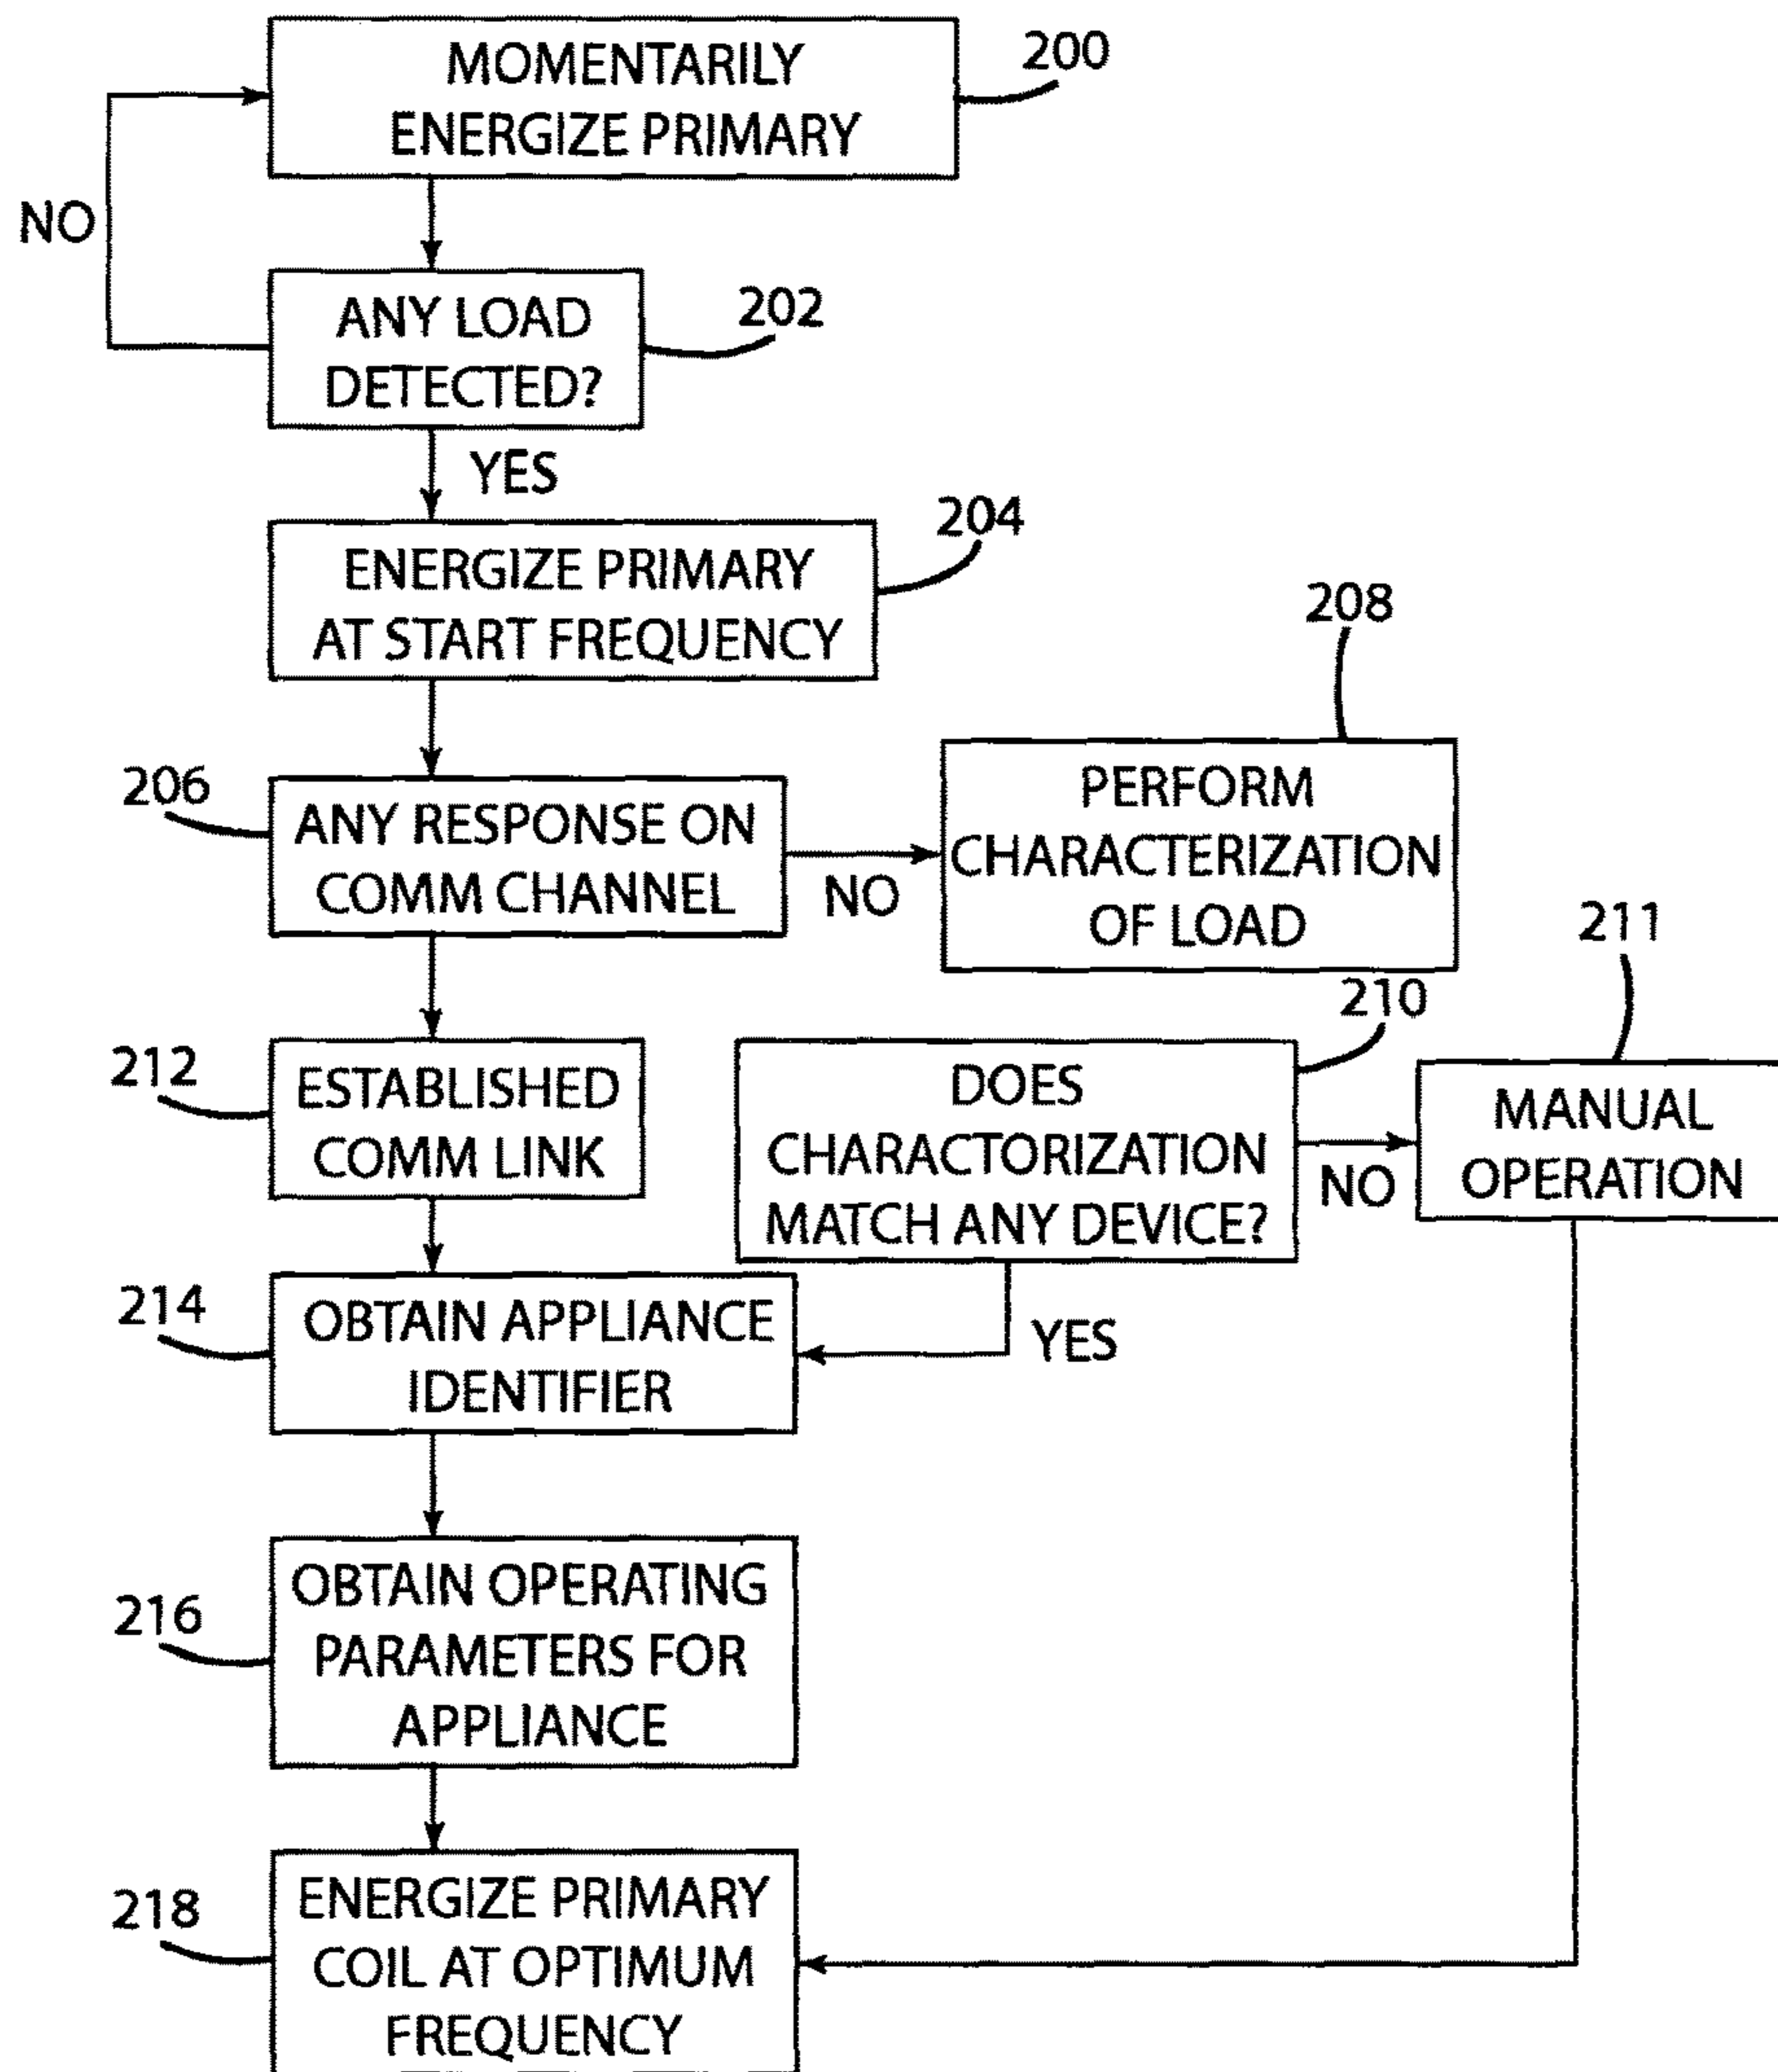 MOMENTARILY
ENERGIZE PRIMARY
200
NO
ANY LOAD
DETECTED?
202
YES
ENERGIZE PRIMARY
AT START FREQUENCY
204
206
ANY RESPONSE ON
COMM CHANNEL
NO
208
PERFORM
CHARACTERIZATION
OF LOAD
212
ESTABLISHED
COMM LINK
210
DOES
CHARACTORIZATION
MATCH ANY DEVICE?
NO
211
MANUAL
OPERATION
YES
214
OBTAIN APPLIANCE
IDENTIFIER
216
OBTAIN OPERATING
PARAMETERS FOR
APPLIANCE
218
ENERGIZE PRIMARY
COIL AT OPTIMUM
FREQUENCY